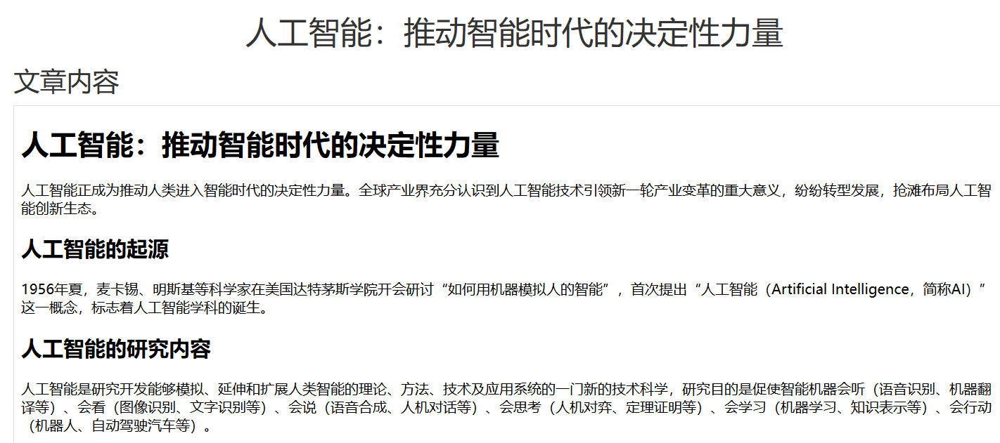 人工智能：推动智能时代的决定性力量
文章内容
人工智能：推动智能时代的决定性力量
人工智能正成为推动人类进入智能时代的决定性力量。全球产业界充分认识到人工智能技术引领新一轮产业变革的重大意义，纷纷转型发展，抢滩布局人工智
能创新生态。
人工智能的起源
1956年夏，麦卡锡、明斯基等科学家在美国达特茅斯学院开会研讨“如何用机器模拟人的智能”，首次提出“人工智能（Artificial Intelligence，简称AI）”
这一概念，标志着人工智能学科的诞生。
人工智能的研究内容
人工智能是研究开发能够模拟、延伸和扩展人类智能的理论、方法、技术及应用系统的一门新的技术科学，研究目的是促使智能机器会听（语音识别、机器翻
译等）、会看（图像识别、文字识别等）、会说（语音合成、人机对话等）、会思考（人机对弈、定理证明等）、会学习（机器学习、知识表示等）、会行动
（机器人、自动驾驶汽车等）。